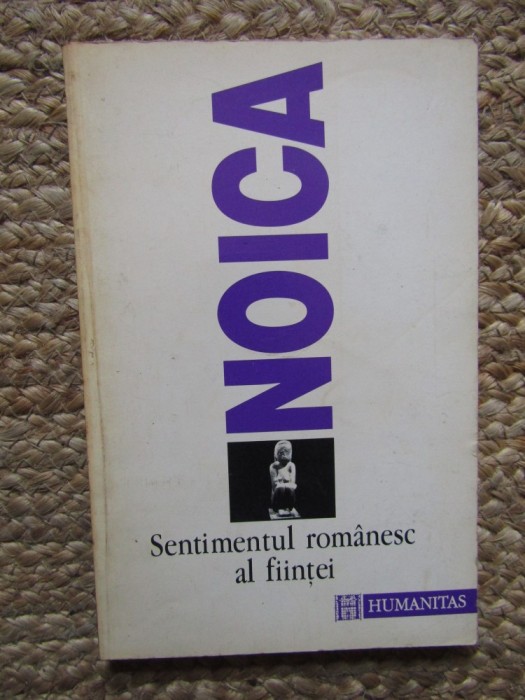 NOICA
Sentimentul românesc
al ființei
HUMANITAS